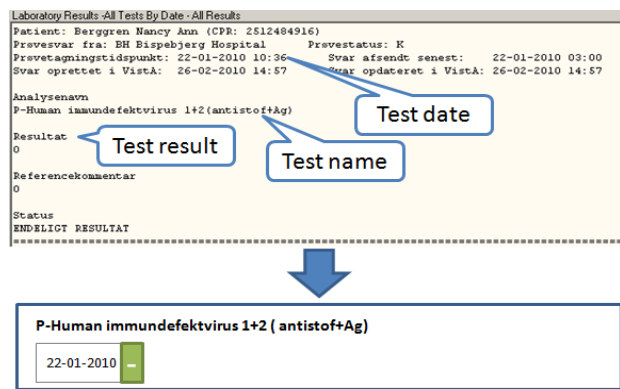 Laboratory Results -All Tests By Date - All Results
Patient: Berggren Nancy Ann (CPR: 2512484916)
Prøvesvar fra: BH Bispebjerg Hospital Prøvestatus: K
Prøvetagningstidspunkt: 22-01-2010 10:36 Svar afsendt senest: 22-01-2010 03:00
Svar oprettet i VistA: 26-02-2010 14:57 Svar opdateret i VistA: 26-02-2010 14:57
Analysenavn
P-Human immundefektvirus 1+2(antistof+Ag)
Test date
Resultat
0
Test result
Test name
Referencekommentar
0
Status
ENDELIGT RESULTAT
P-Human immundefektvirus 1+2 ( antistof+Ag)
22-01-2010 -